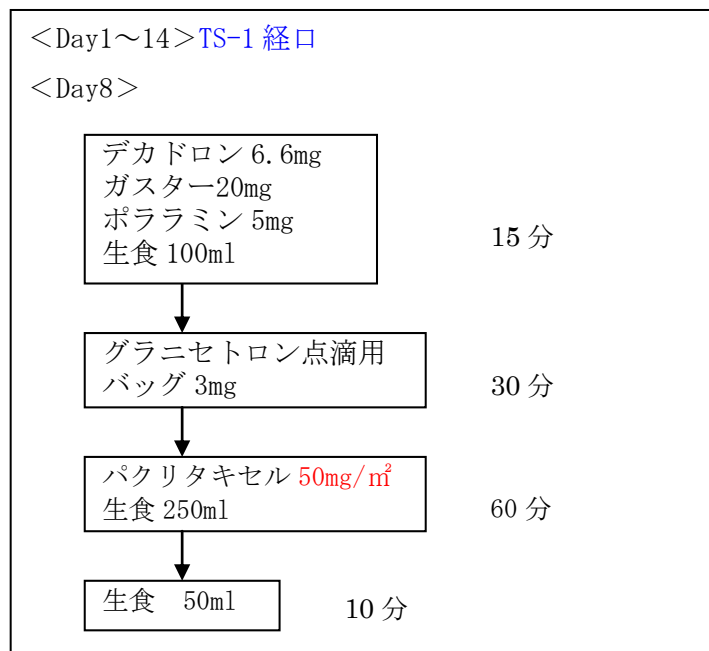 <Day1～14>TS-1 経口
<Day8>
デカドロン 6.6mg
ガスター20mg
ポララミン 5mg
生食 100ml
15 分
グラニセトロン点滴用
バッグ 3mg
30 分
パクリタキセル 50mg/㎡
生食 250ml
60 分
生食　50ml
10 分